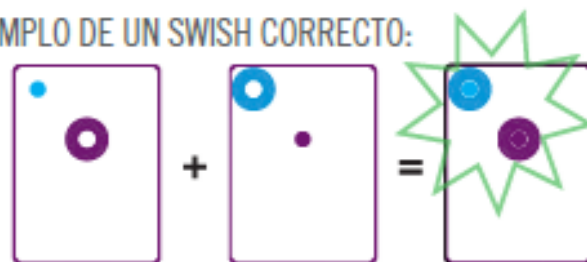 MPLO DE UN SWISH CORRECTO:
+ =